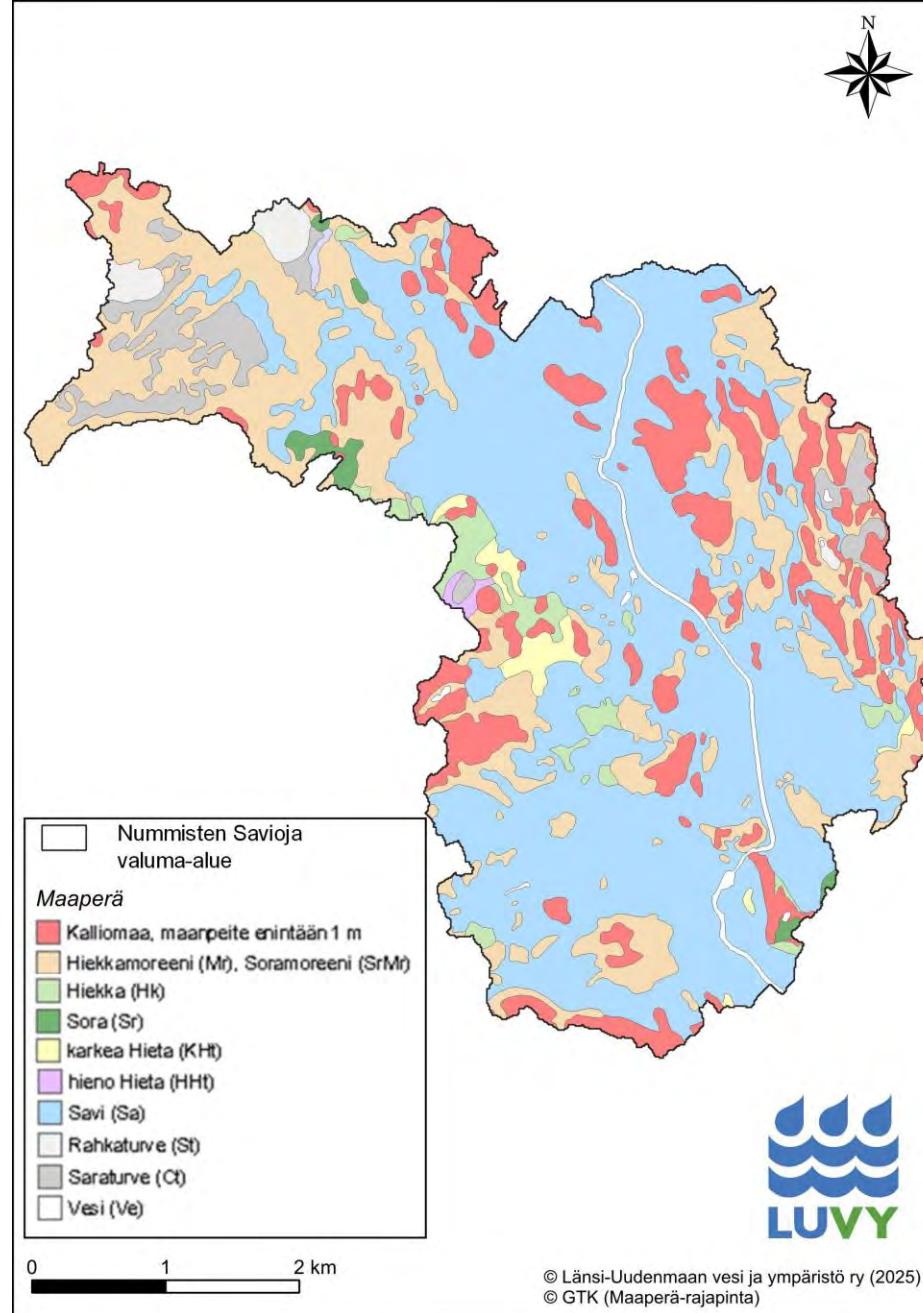 N
Nummisten Savioja
valuma-alue
Maaperä
Kalliomaa, maanpeite enintään 1 m
Hiekkamoreeni (Mr), Soramoreeni (SrMr)
Hiekka (Hk)
Sora (Sr)
karkea Hieta (KHt)
hieno Hieta (HHt)
Savi (Sa)
Rahkaturve (St)
Saraturve (Ct)
Vesi (Ve)
0 1 2 km
LUVY
© Länsi-Uudenmaan vesi ja ympäristö ry (2025)
© GTK (Maaperä-rajapinta)